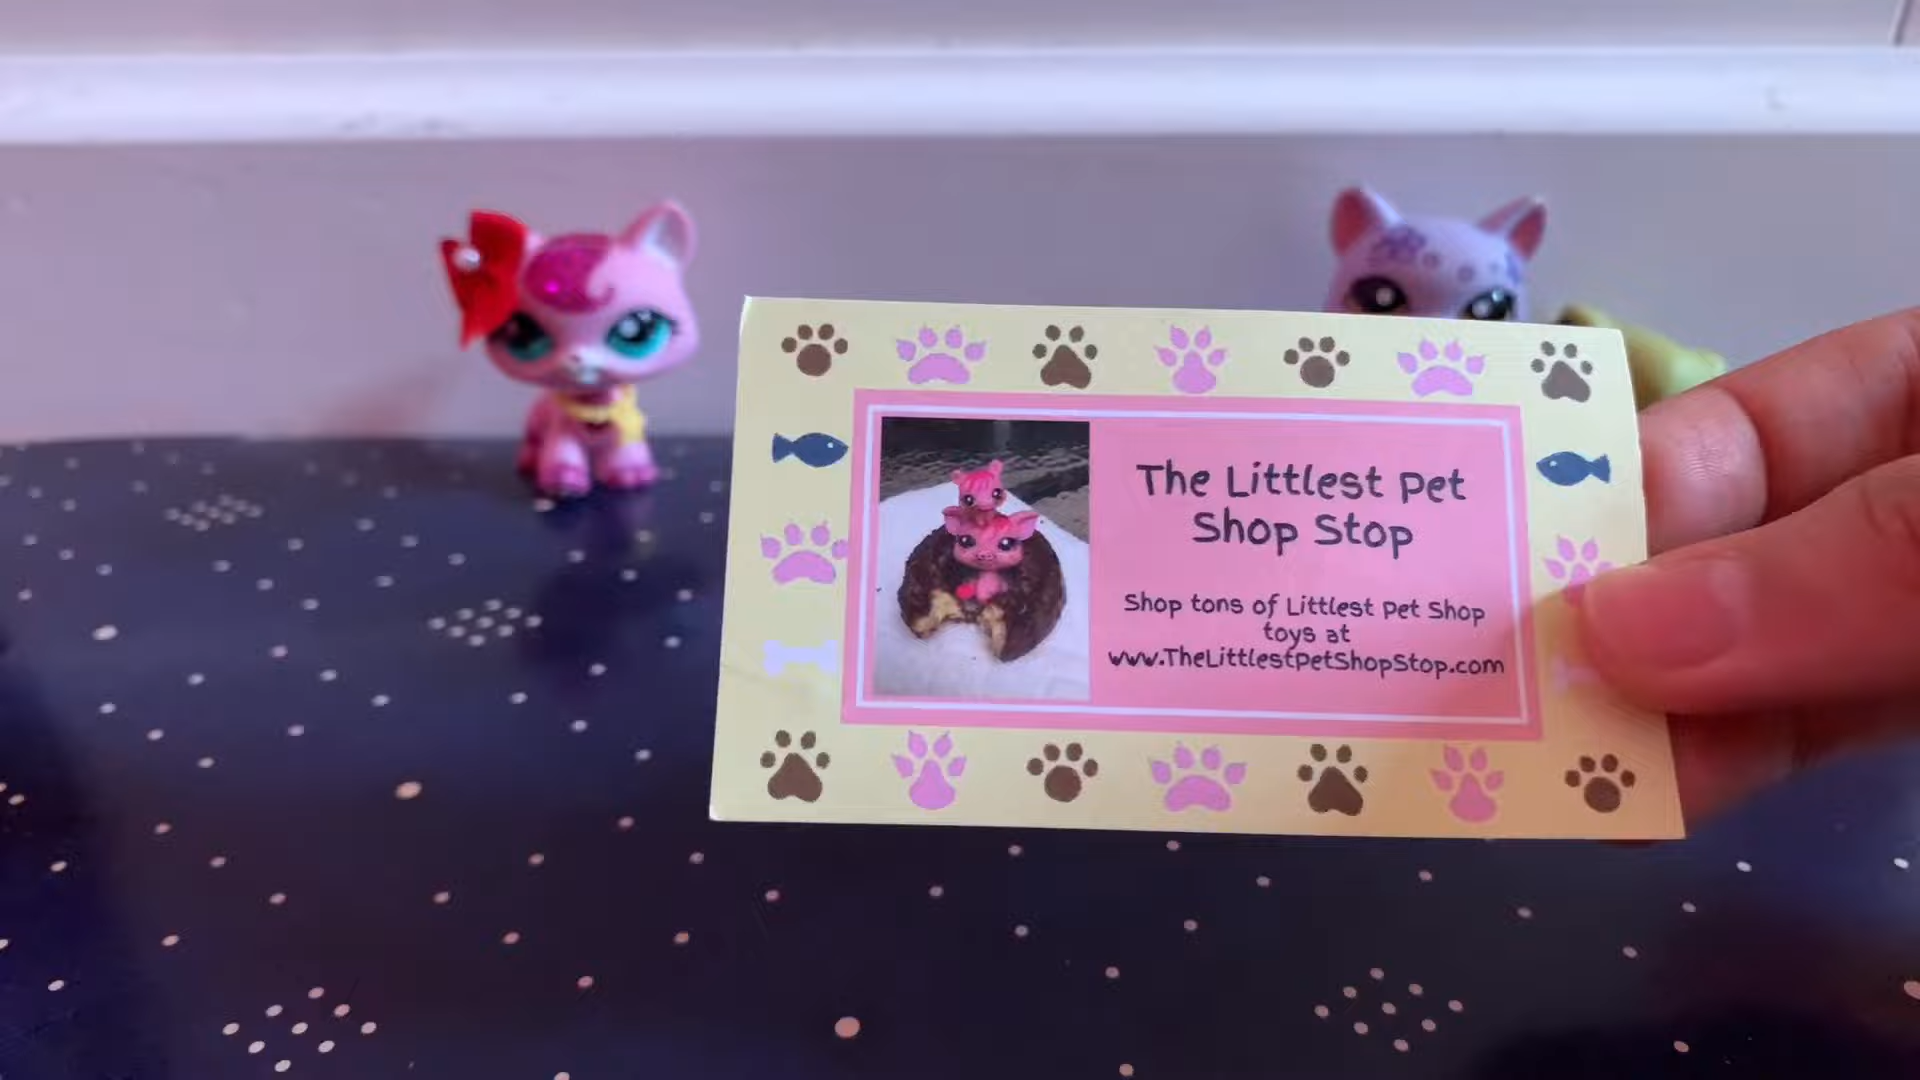 The Littlest Pet
Shop Stop
Shop tons of Littlest Pet Shop
toys at
www.TheLittlestPetShopStop.com